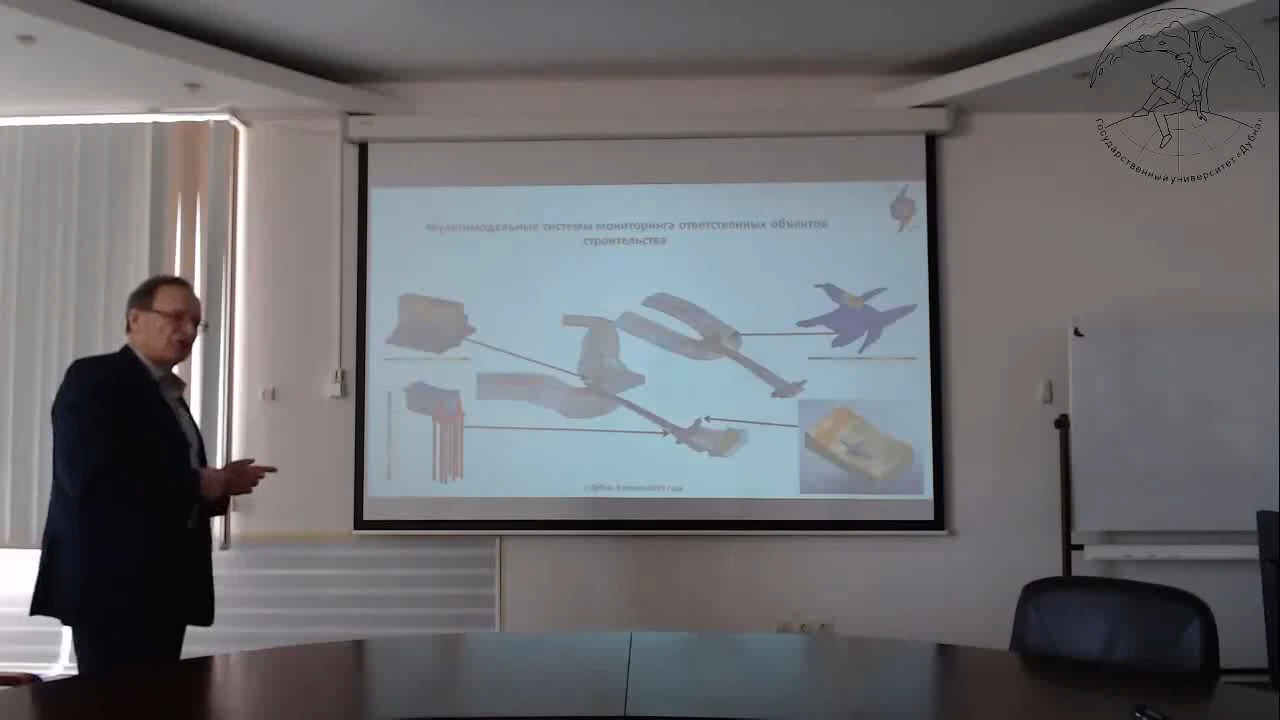 Государственный университет «Дубна»
Мультимодельные системы мониторинга ответственных объектов
строительства